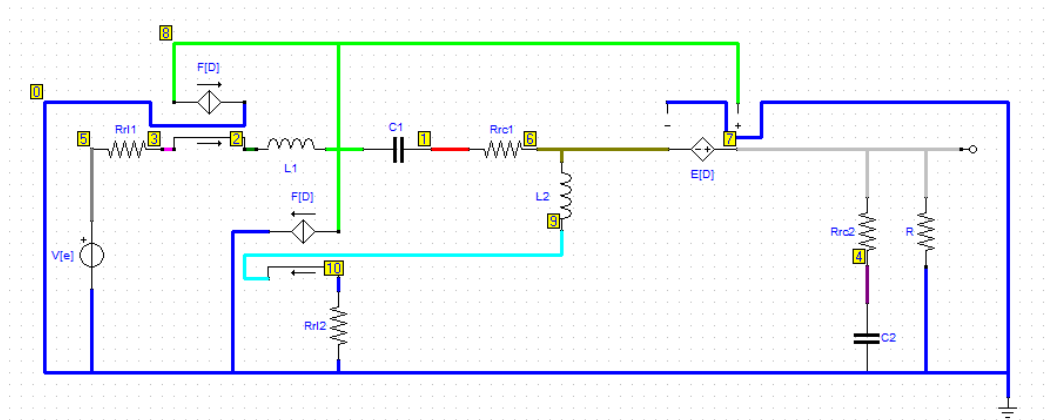 8
F[D]
0
5
Rrl1
3
2
L1
C1
1
Rrc1
6
-
+
7
- +
E[D]
L2
9
F[D]
+
V[e]
10
Rrl2
Rrc2
4
R
C2